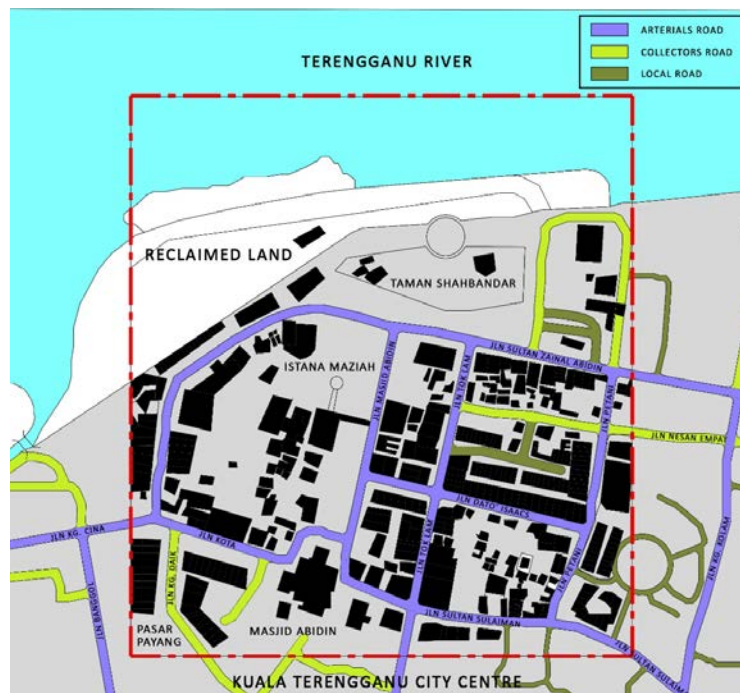 ARTERIALS ROAD
COLLECTORS ROAD
LOCAL ROAD
TERENGGANU RIVER
RECLAIMED LAND
TAMAN SHAHBANDAR
JLN SULTAN ZAINAL ABIDIN
ISTANA MAZIAH
JLN MASJID ABIDIN
JLN TOK LAM
JLN PETANI
JLN NESAN EMPAT
JLN DATO' ISAACS
JLN KG. CINA
JLN KOTA
JLN TOK LAM
JLN PETANI
JLN KG. KOLAM
JLN KG. DAIK
JLN BANGGOL
JLN SULTAN SULAIMAN
PASAR
PAYANG
MASJID ABIDIN
JLN SULTAN SULAIM
KUALA TERENGGANU CITY CENTRE